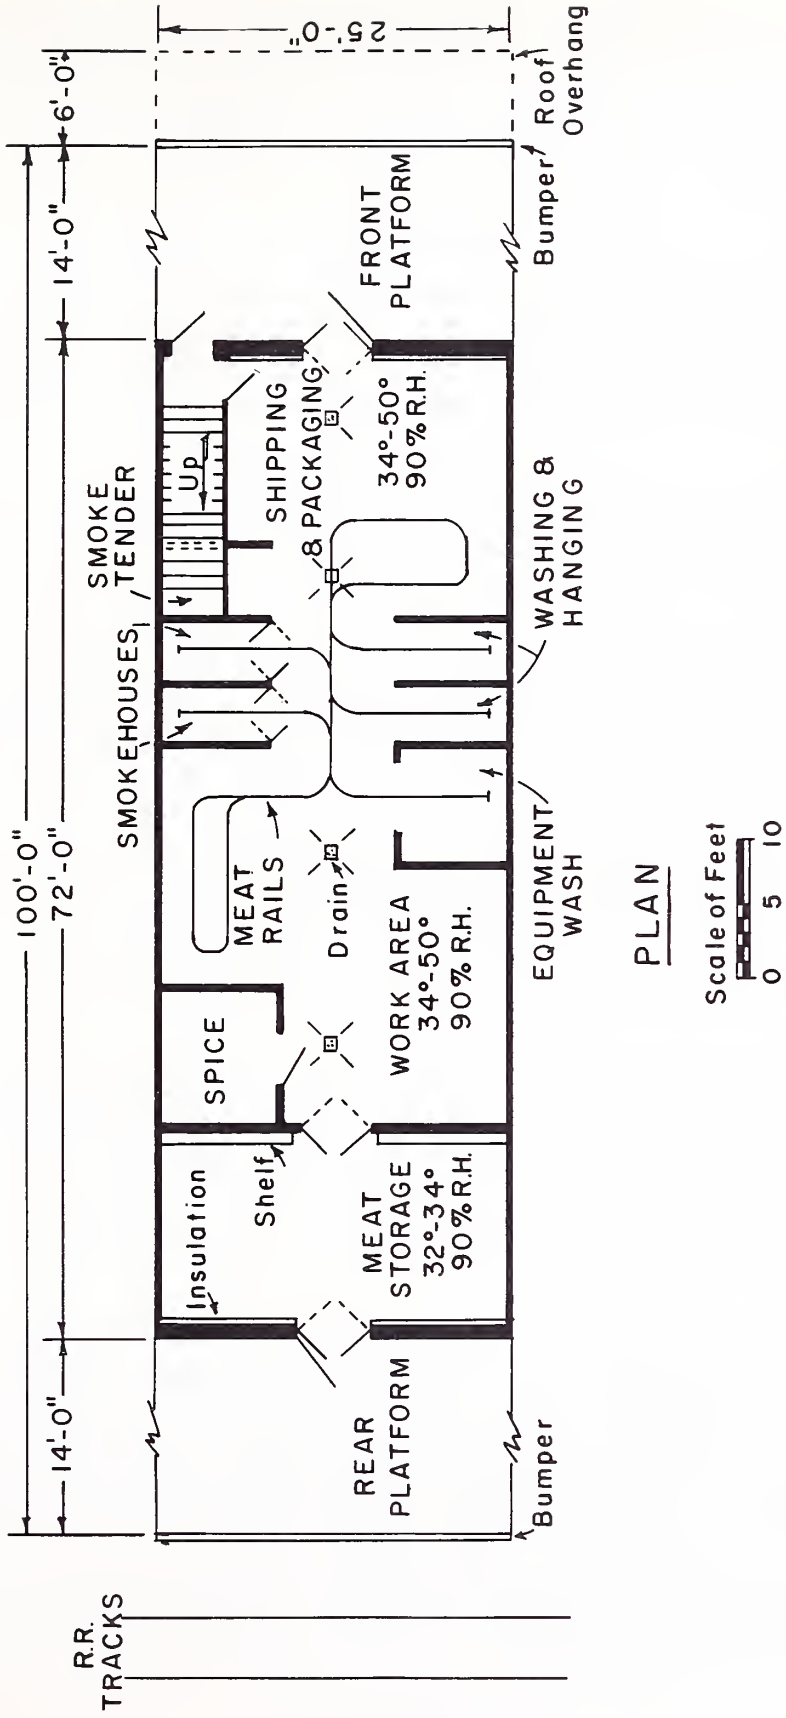 100'-0"
14'-0"
72'-0"
14'-0"
6'-0"
25'-0"
R.R.
TRACKS
SMOKEHOUSES
SMOKE
TENDER
Up
Insulation
Shelf
SPICE
MEAT
RAILS
Drain
SHIPPING
& PACKAGING
34°-50°
90% R.H.
REAR
PLATFORM
MEAT
STORAGE
32°-34°
90% R.H.
WORK AREA
34°-50°
90% R.H.
FRONT
PLATFORM
Bumper
EQUIPMENT
WASH
WASHING &
HANGING
Bumper
Roof
Overhang
PLAN
Scale of Feet
0 5 10